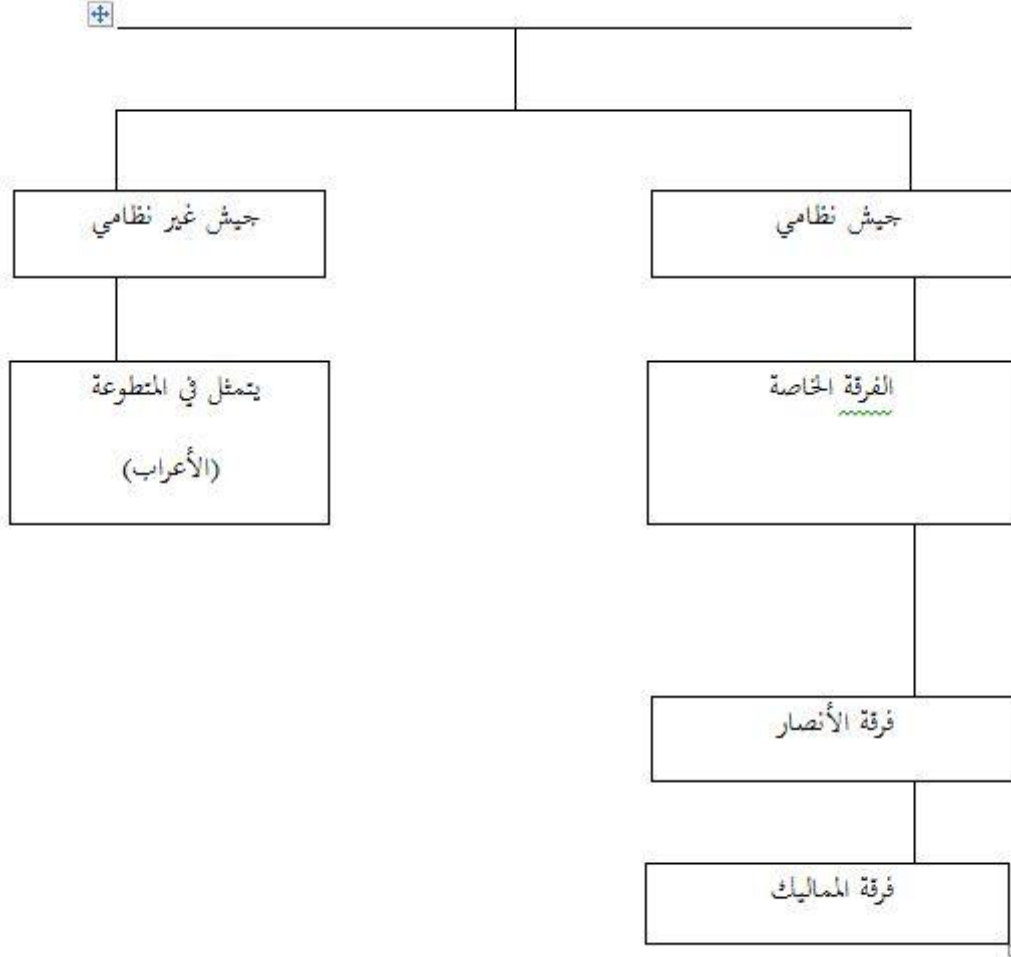 جيش نظامي
جيش غير نظامي
الفرقة الخاصة
يتمثل في المتطوعة
(الأعراب)
فرقة الأنصار
فرقة المماليك